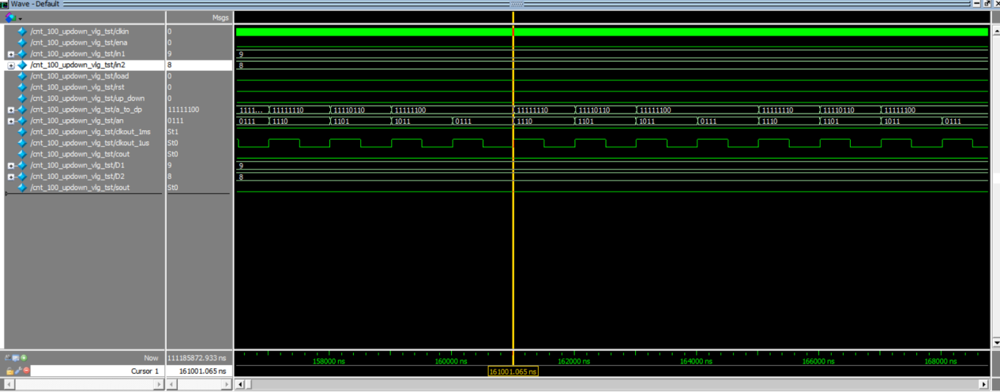 Wave - Default
Msgs
/cnt_100_updown_vlg_tst/clkin 0
/cnt_100_updown_vlg_tst/ena 0
/cnt_100_updown_vlg_tst/in1 9 9
/cnt_100_updown_vlg_tst/in2 8 8
/cnt_100_updown_vlg_tst/load 0
/cnt_100_updown_vlg_tst/rst 0
/cnt_100_updown_vlg_tst/up_down 0
/cnt_100_updown_vlg_tst/a_to_dp 11111100 1111... 11111110 11110110 11111100 11111110 11110110 11111100 11111110 11110110 11111100
/cnt_100_updown_vlg_tst/an 0111 0111 1110 1101 1011 0111 1110 1101 1011 0111 1110 1101 1011 0111
/cnt_100_updown_vlg_tst/clkout_1ms St1
/cnt_100_updown_vlg_tst/clkout_1us St0
/cnt_100_updown_vlg_tst/cout St0
/cnt_100_updown_vlg_tst/D1 9 9
/cnt_100_updown_vlg_tst/D2 8 8
/cnt_100_updown_vlg_tst/sout St0
Now 111185872.933 ns 158000 ns 160000 ns 162000 ns 164000 ns 166000 ns 168000 ns
Cursor 1 161001.065 ns 161001.065 ns